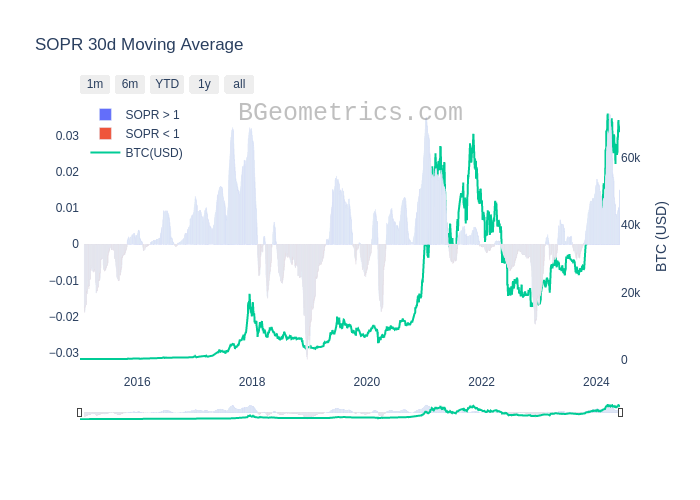 SOPR 30d Moving Average
1m 6m YTD 1y all
BGeometrics.com
SOPR > 1
SOPR < 1
BTC(USD)
0.03
0.02
0.01
0
−0.01
−0.02
−0.03
60k
40k
20k
0
BTC (USD)
2016 2018 2020 2022 2024